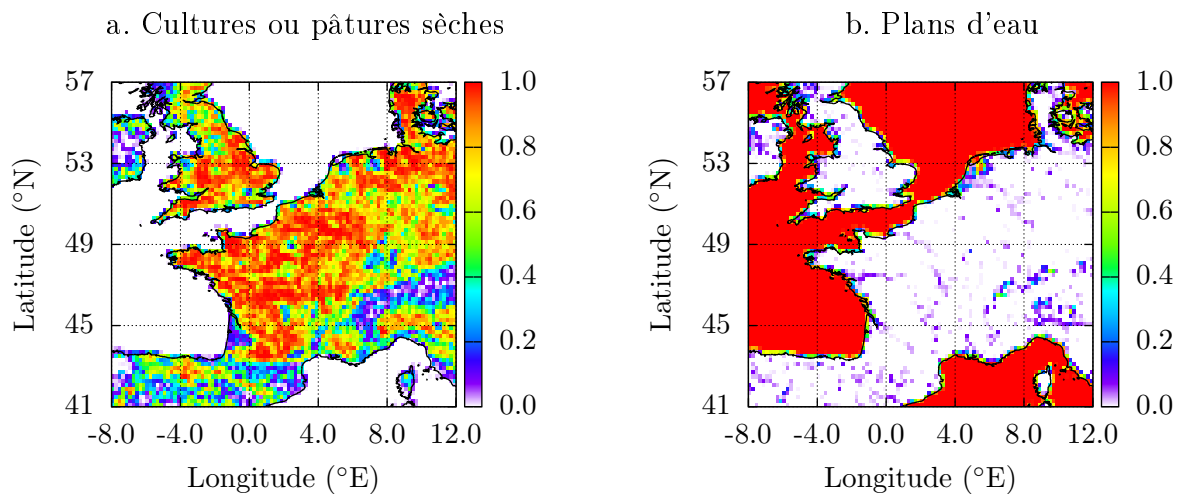 a. Cultures ou pâtures sèches
b. Plans d'eau
57
53
49
45
41
Latitude (°N)
-8.0 -4.0 0.0 4.0 8.0 12.0
Longitude (°E)
1.0
0.8
0.6
0.4
0.2
0.0
57
53
49
45
41
Latitude (°N)
-8.0 -4.0 0.0 4.0 8.0 12.0
Longitude (°E)
1.0
0.8
0.6
0.4
0.2
0.0